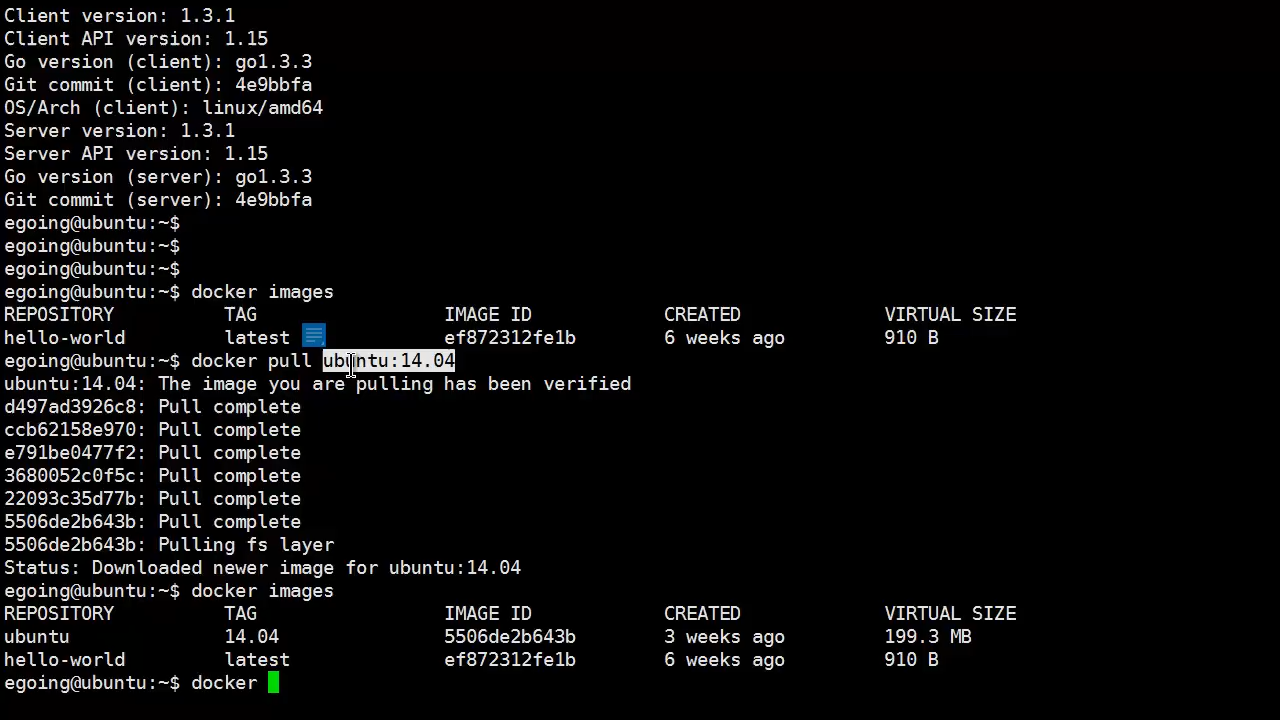 Client version: 1.3.1
Client API version: 1.15
Go version (client): go1.3.3
Git commit (client): 4e9bbfa
OS/Arch (client): linux/amd64
Server version: 1.3.1
Server API version: 1.15
Go version (server): go1.3.3
Git commit (server): 4e9bbfa
egoing@ubuntu:~$
egoing@ubuntu:~$
egoing@ubuntu:~$
egoing@ubuntu:~$ docker images
REPOSITORY TAG IMAGE ID CREATED VIRTUAL SIZE
hello-world latest ef872312fe1b 6 weeks ago 910 B
egoing@ubuntu:~$ docker pull ubuntu:14.04
ubuntu:14.04: The image you are pulling has been verified
d497ad3926c8: Pull complete
ccb62158e970: Pull complete
e791be0477f2: Pull complete
3680052c0f5c: Pull complete
22093c35d77b: Pull complete
5506de2b643b: Pull complete
5506de2b643b: Pulling fs layer
Status: Downloaded newer image for ubuntu:14.04
egoing@ubuntu:~$ docker images
REPOSITORY TAG IMAGE ID CREATED VIRTUAL SIZE
ubuntu 14.04 5506de2b643b 3 weeks ago 199.3 MB
hello-world latest ef872312fe1b 6 weeks ago 910 B
egoing@ubuntu:~$ docker